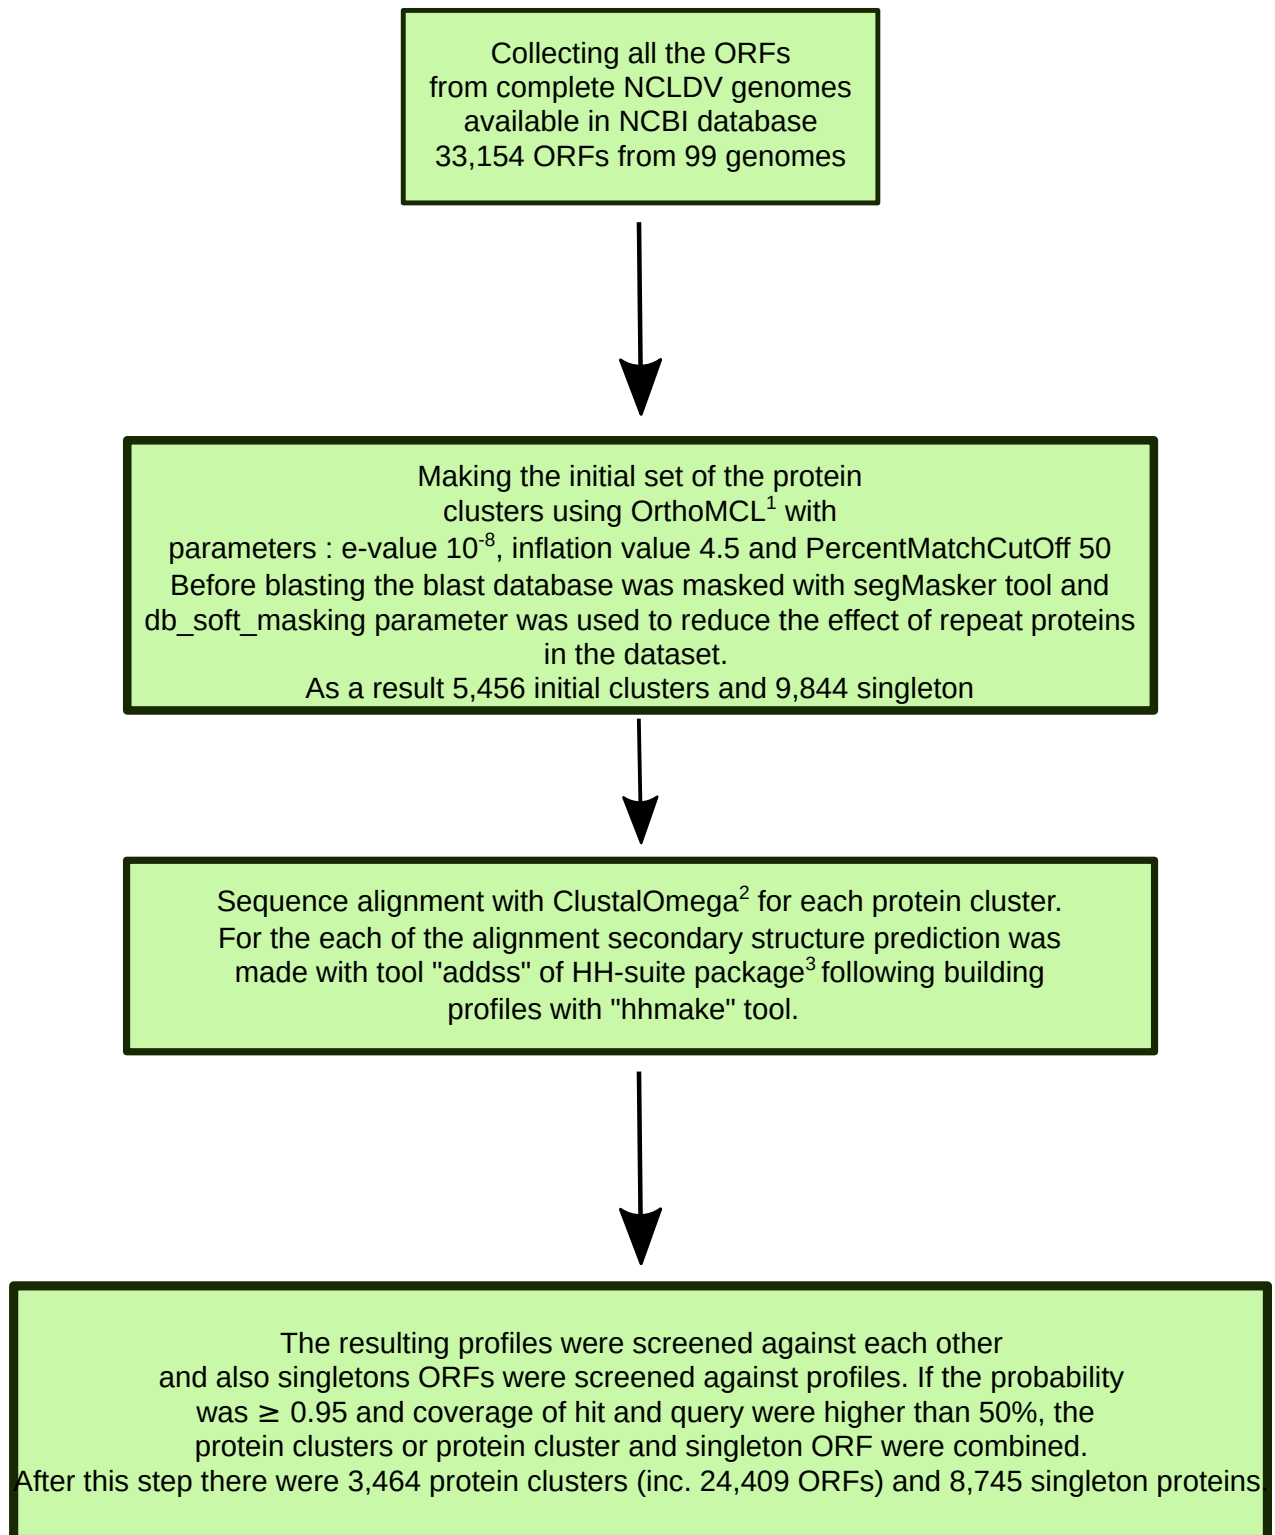 Collecting all the ORFs
from complete NCLDV genomes
available in NCBI database
33,154 ORFs from 99 genomes
Making the initial set of the protein
clusters using OrthoMCL¹ with
parameters : e-value 10⁻⁸, inflation value 4.5 and PercentMatchCutOff 50
Before blasting the blast database was masked with segMasker tool and
db_soft_masking parameter was used to reduce the effect of repeat proteins
in the dataset.
As a result 5,456 initial clusters and 9,844 singleton
Sequence alignment with ClustalOmega² for each protein cluster.
For the each of the alignment secondary structure prediction was
made with tool "addss" of HH-suite package³ following building
profiles with "hhmake" tool.
The resulting profiles were screened against each other
and also singletons ORFs were screened against profiles. If the probability
was ≥ 0.95 and coverage of hit and query were higher than 50%, the
protein clusters or protein cluster and singleton ORF were combined.
After this step there were 3,464 protein clusters (inc. 24,409 ORFs) and 8,745 singleton proteins.